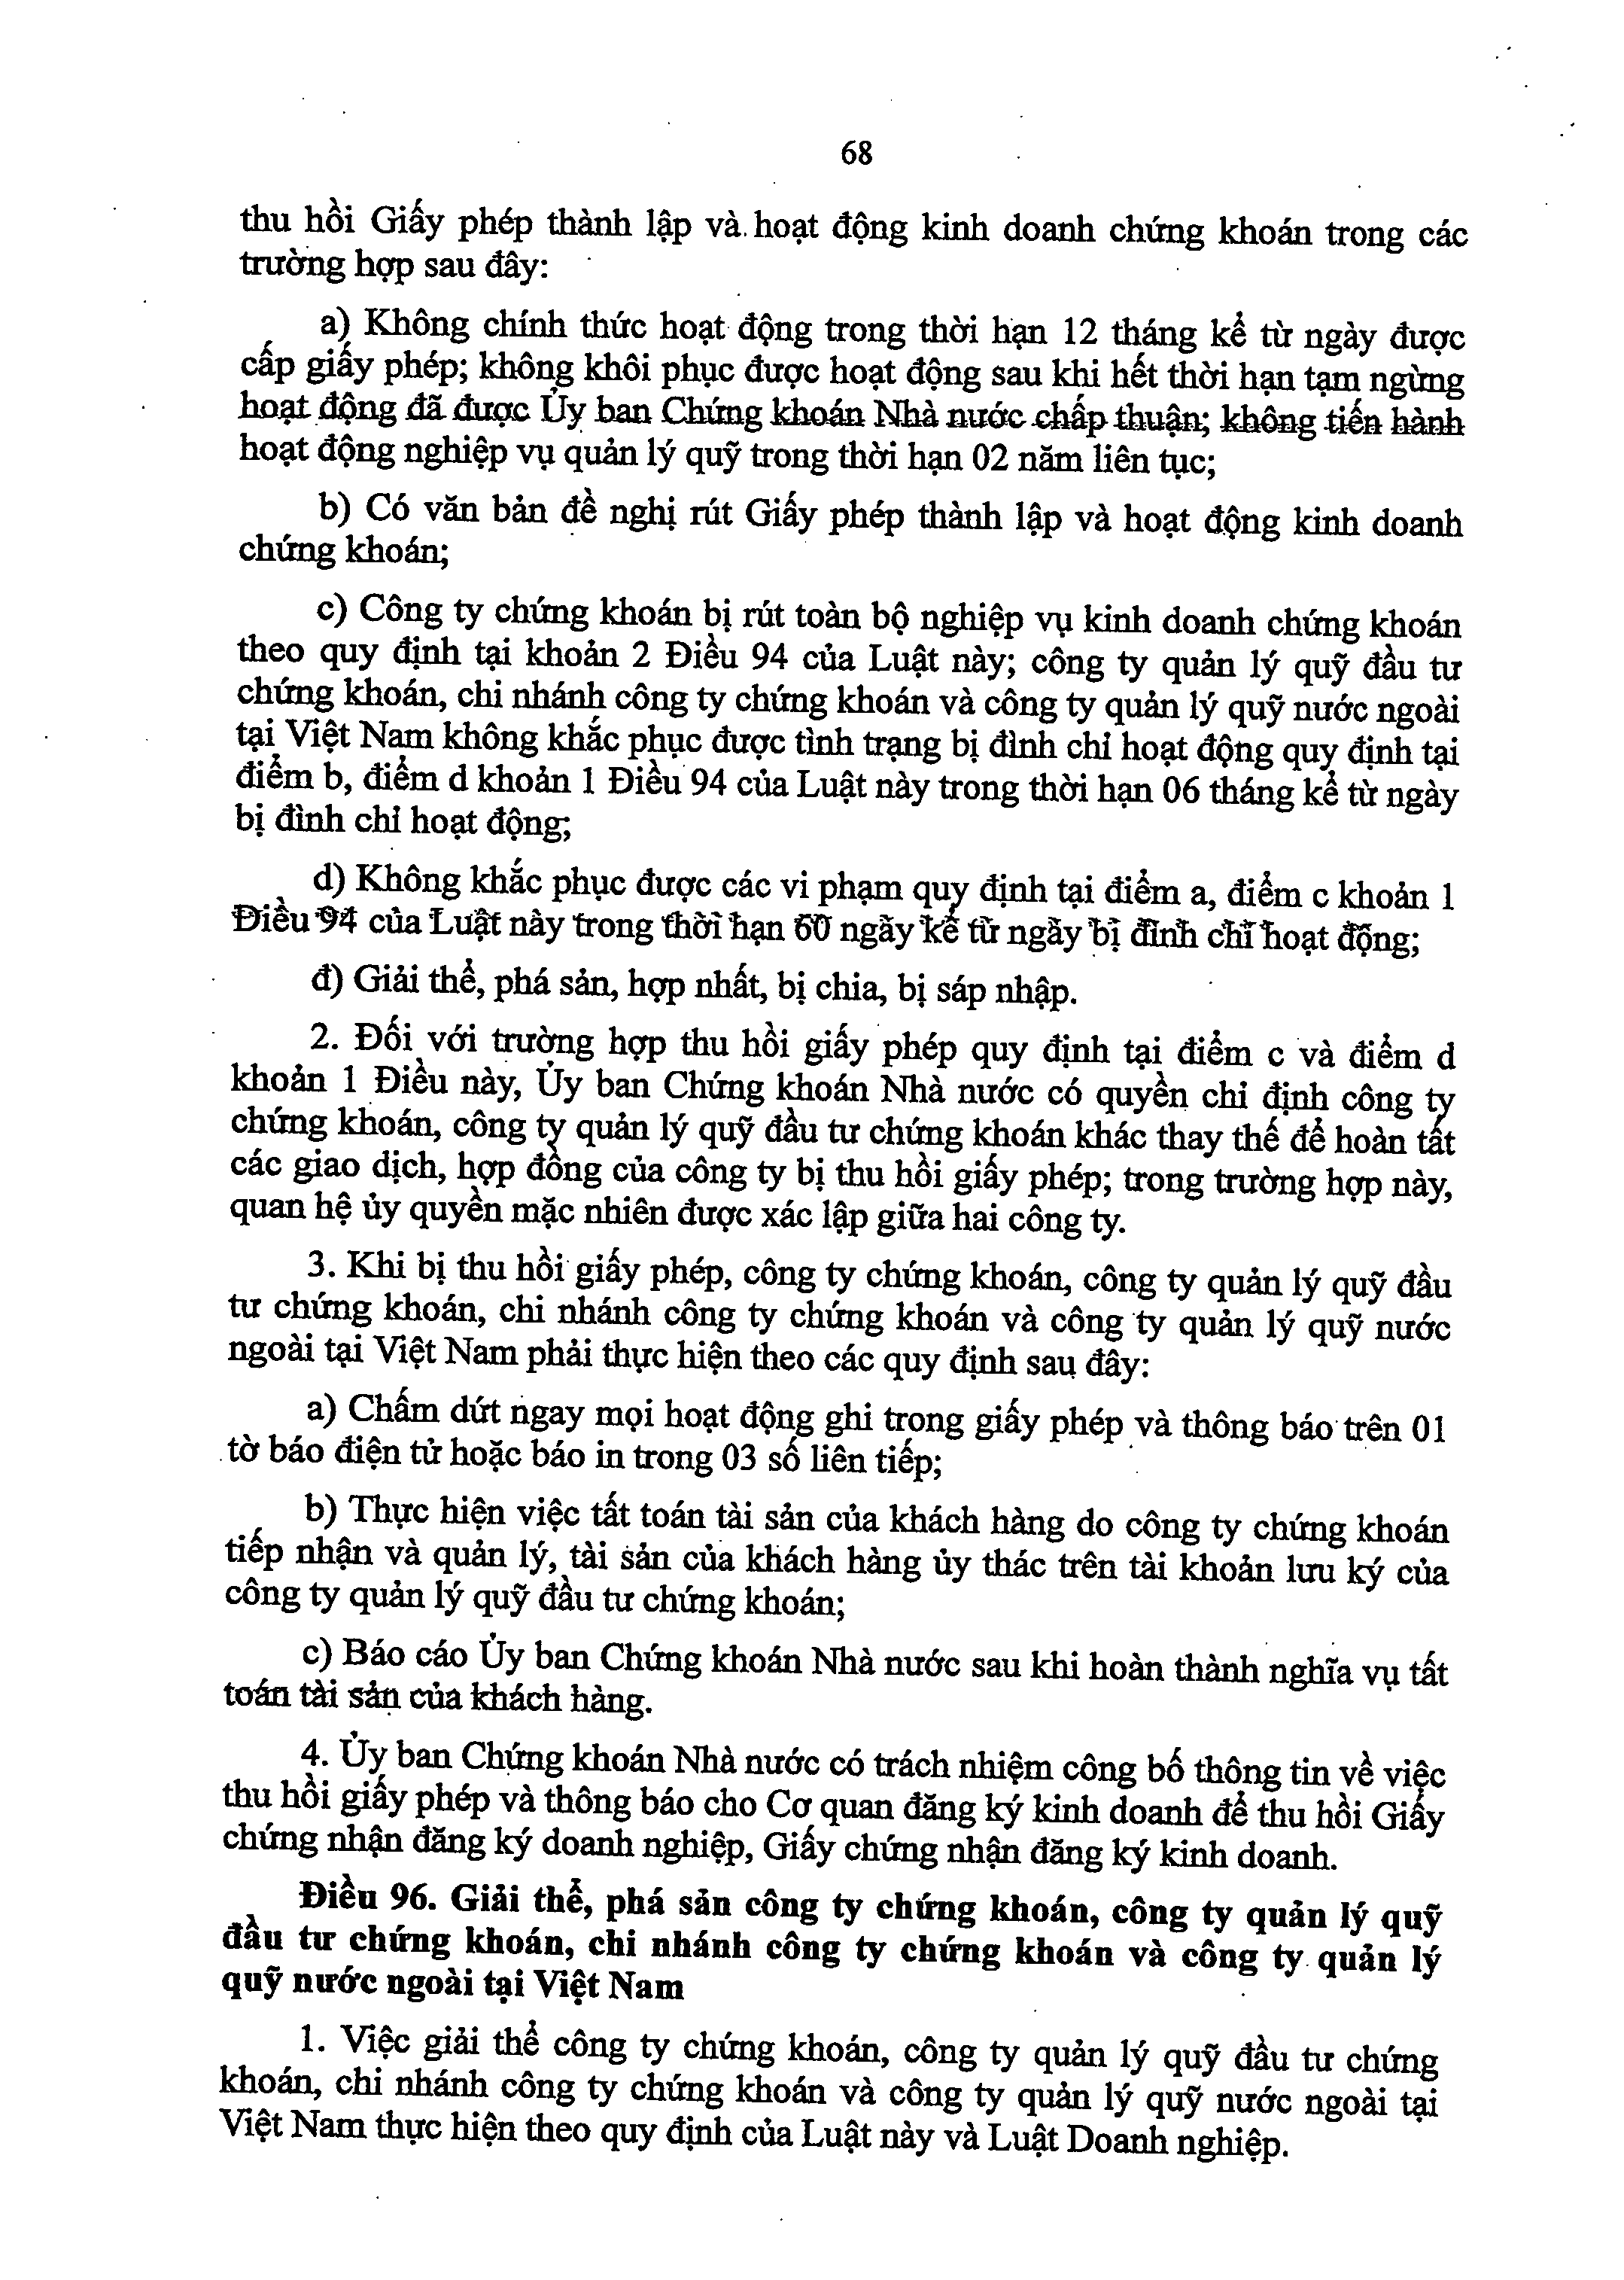 68
thu hồi Giấy phép thành lập và hoạt động kinh doanh chứng khoán trong các
trường hợp sau đây:
a) Không chính thức hoạt động trong thời hạn 12 tháng kể từ ngày được
cấp giấy phép; không khôi phục được hoạt động sau khi hết thời hạn tạm ngừng
hoạt động đã được Ủy ban Chứng khoán Nhà nước chấp thuận; không tiến hành
hoạt động nghiệp vụ quản lý quỹ trong thời hạn 02 năm liên tục;
b) Có văn bản đề nghị rút Giấy phép thành lập và hoạt động kinh doanh
chứng khoán;
c) Công ty chứng khoán bị rút toàn bộ nghiệp vụ kinh doanh chứng khoán
theo quy định tại khoản 2 Điều 94 của Luật này; công ty quản lý quỹ đầu tư
chứng khoán, chi nhánh công ty chứng khoán và công ty quản lý quỹ nước ngoài
tại Việt Nam không khắc phục được tình trạng bị đình chỉ hoạt động quy định tại
điểm b, điểm d khoản 1 Điều 94 của Luật này trong thời hạn 06 tháng kể từ ngày
bị đình chỉ hoạt động;
d) Không khắc phục được các vi phạm quy định tại điểm a, điểm c khoản 1
Điều 94 của Luật này trong thời hạn 60 ngày kể từ ngày bị đình chỉ hoạt động;
đ) Giải thể, phá sản, hợp nhất, bị chia, bị sáp nhập.
2. Đối với trường hợp thu hồi giấy phép quy định tại điểm c và điểm d
khoản 1 Điều này, Ủy ban Chứng khoán Nhà nước có quyền chỉ định công ty
chứng khoán, công ty quản lý quỹ đầu tư chứng khoán khác thay thế để hoàn tất
các giao dịch, hợp đồng của công ty bị thu hồi giấy phép; trong trường hợp này,
quan hệ ủy quyền mặc nhiên được xác lập giữa hai công ty.
3. Khi bị thu hồi giấy phép, công ty chứng khoán, công ty quản lý quỹ đầu
tư chứng khoán, chi nhánh công ty chứng khoán và công ty quản lý quỹ nước
ngoài tại Việt Nam phải thực hiện theo các quy định sau đây:
a) Chấm dứt ngay mọi hoạt động ghi trong giấy phép và thông báo trên 01
tờ báo điện tử hoặc báo in trong 03 số liên tiếp;
b) Thực hiện việc tất toán tài sản của khách hàng do công ty chứng khoán
tiếp nhận và quản lý, tài sản của khách hàng ủy thác trên tài khoản lưu ký của
công ty quản lý quỹ đầu tư chứng khoán;
c) Báo cáo Ủy ban Chứng khoán Nhà nước sau khi hoàn thành nghĩa vụ tất
toán tài sản của khách hàng.
4. Ủy ban Chứng khoán Nhà nước có trách nhiệm công bố thông tin về việc
thu hồi giấy phép và thông báo cho Cơ quan đăng ký kinh doanh để thu hồi Giấy
chứng nhận đăng ký doanh nghiệp, Giấy chứng nhận đăng ký kinh doanh.
Điều 96. Giải thể, phá sản công ty chứng khoán, công ty quản lý quỹ
đầu tư chứng khoán, chi nhánh công ty chứng khoán và công ty quản lý
quỹ nước ngoài tại Việt Nam
1. Việc giải thể công ty chứng khoán, công ty quản lý quỹ đầu tư chứng
khoán, chi nhánh công ty chứng khoán và công ty quản lý quỹ nước ngoài tại
Việt Nam thực hiện theo quy định của Luật này và Luật Doanh nghiệp.